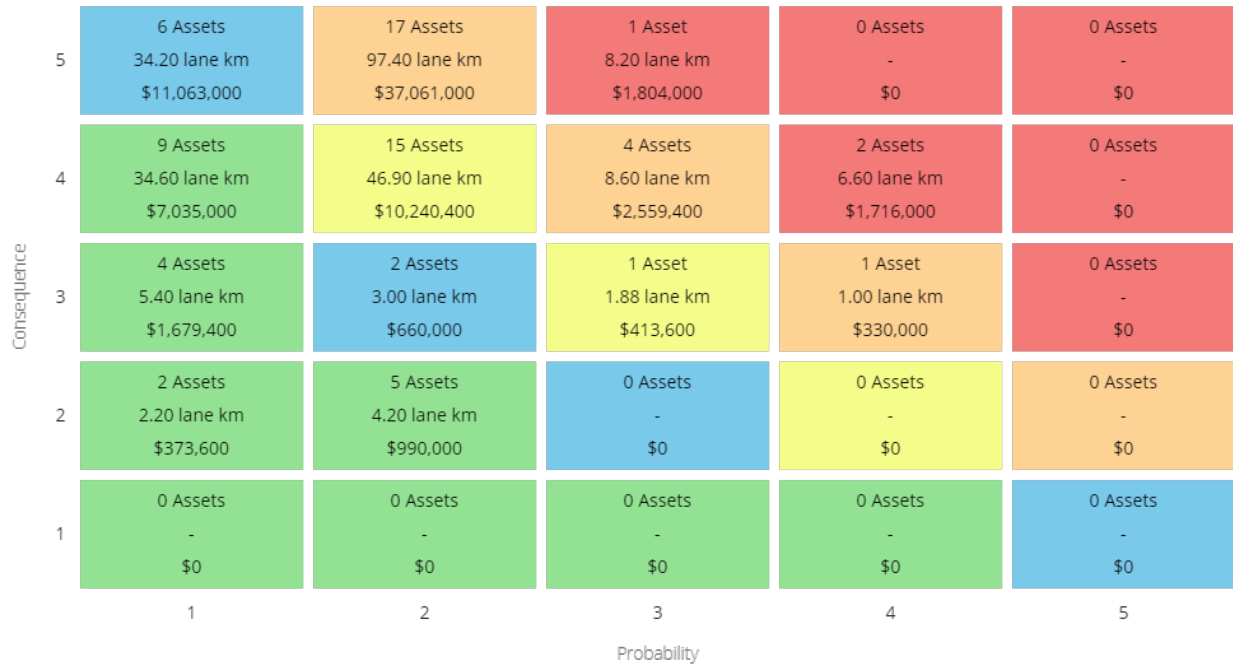 Consequence
5
6 Assets
34.20 lane km
$11,063,000
17 Assets
97.40 lane km
$37,061,000
1 Asset
8.20 lane km
$1,804,000
0 Assets
-
$0
0 Assets
-
$0
4
9 Assets
34.60 lane km
$7,035,000
15 Assets
46.90 lane km
$10,240,400
4 Assets
8.60 lane km
$2,559,400
2 Assets
6.60 lane km
$1,716,000
0 Assets
-
$0
3
4 Assets
5.40 lane km
$1,679,400
2 Assets
3.00 lane km
$660,000
1 Asset
1.88 lane km
$413,600
1 Asset
1.00 lane km
$330,000
0 Assets
-
$0
2
2 Assets
2.20 lane km
$373,600
5 Assets
4.20 lane km
$990,000
0 Assets
-
$0
0 Assets
-
$0
0 Assets
-
$0
1
0 Assets
-
$0
0 Assets
-
$0
0 Assets
-
$0
0 Assets
-
$0
0 Assets
-
$0
1
2
3
4
5
Probability